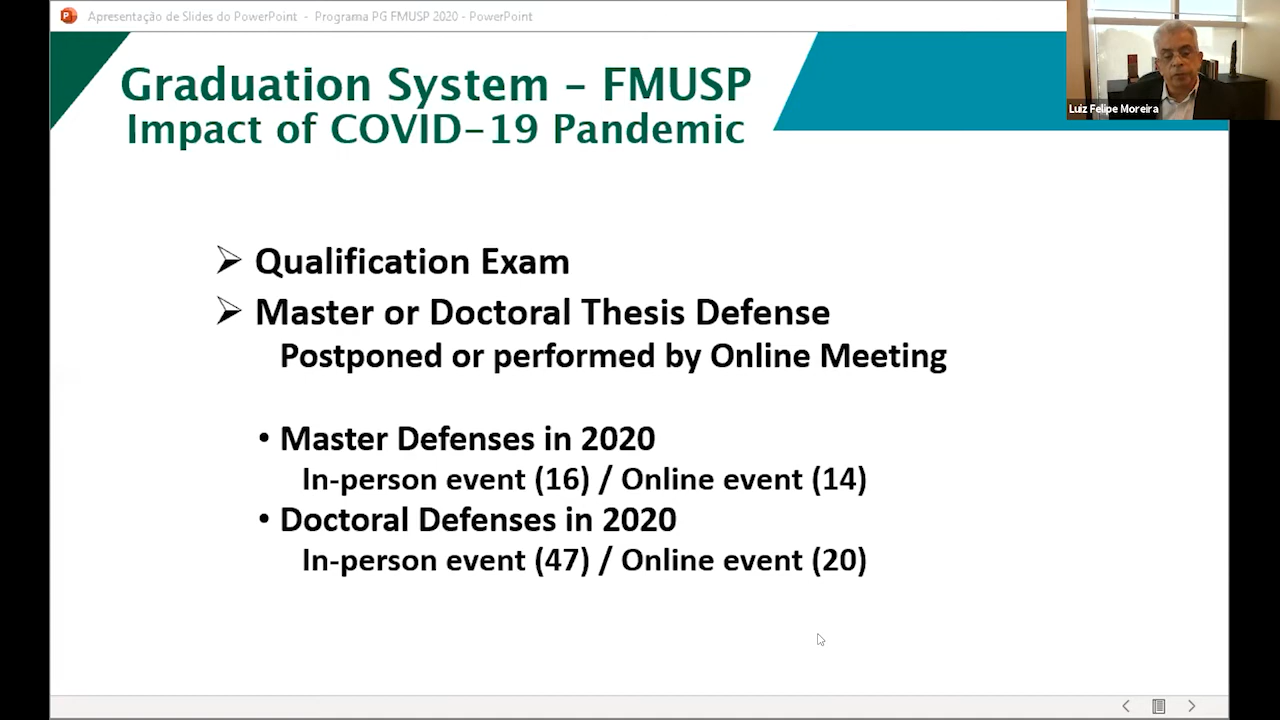 Apresentação de Slides do PowerPoint - Programa PG FMUSP 2020 - PowerPoint
Luiz Felipe Moreira
Graduation System – FMUSP
Impact of COVID-19 Pandemic
➢ Qualification Exam
➢ Master or Doctoral Thesis Defense
Postponed or performed by Online Meeting
• Master Defenses in 2020
In-person event (16) / Online event (14)
• Doctoral Defenses in 2020
In-person event (47) / Online event (20)